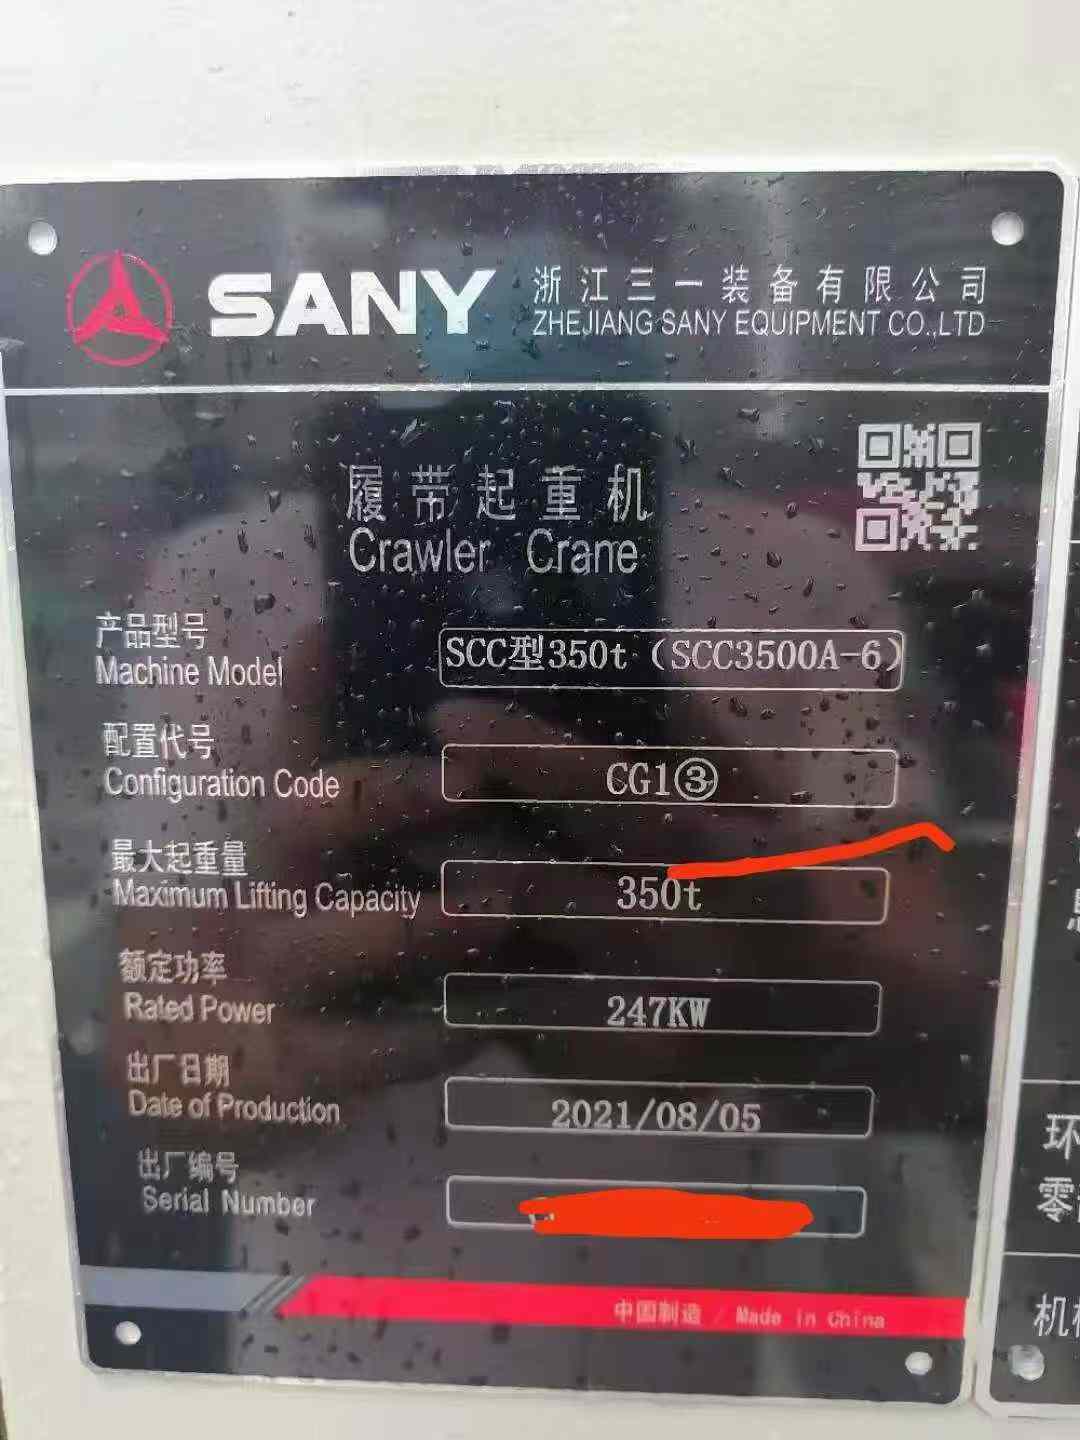 SANY
浙江三一装备有限公司
ZHEJIANG SANY EQUIPMENT CO.,LTD
履带起重机
Crawler Crane
产品型号
Machine Model
SCC型350t（SCC3500A-6）
配置代号
Configuration Code
CG1③
最大起重量
Maximum Lifting Capacity
350t
额定功率
Rated Power
247KW
出厂日期
Date of Production
2021/08/05
出厂编号
Serial Number
中国制造 / Made in China
环
零
机